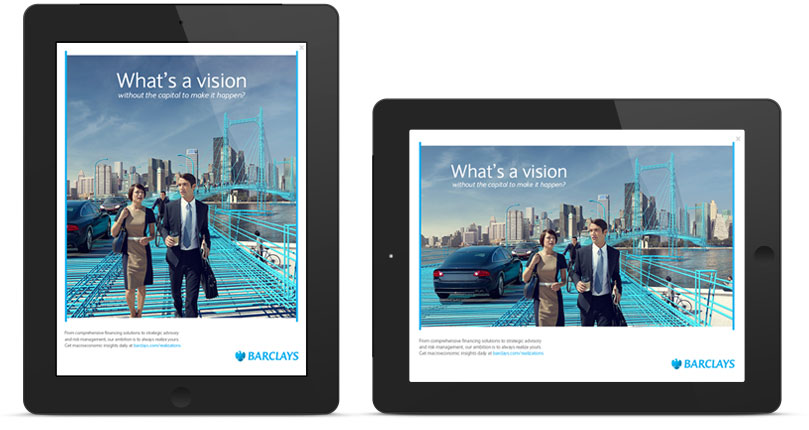 What's a vision
without the capital to make it happen?
From comprehensive financing solutions to strategic advisory
and risk management, our ambition is to always realize yours.
Get macroeconomic insights daily at barclays.com/realizations
BARCLAYS
What's a vision
without the capital to make it happen?
From comprehensive financing solutions to strategic advisory
and risk management, our ambition is to always realize yours.
Get macroeconomic insights daily at barclays.com/realizations
BARCLAYS